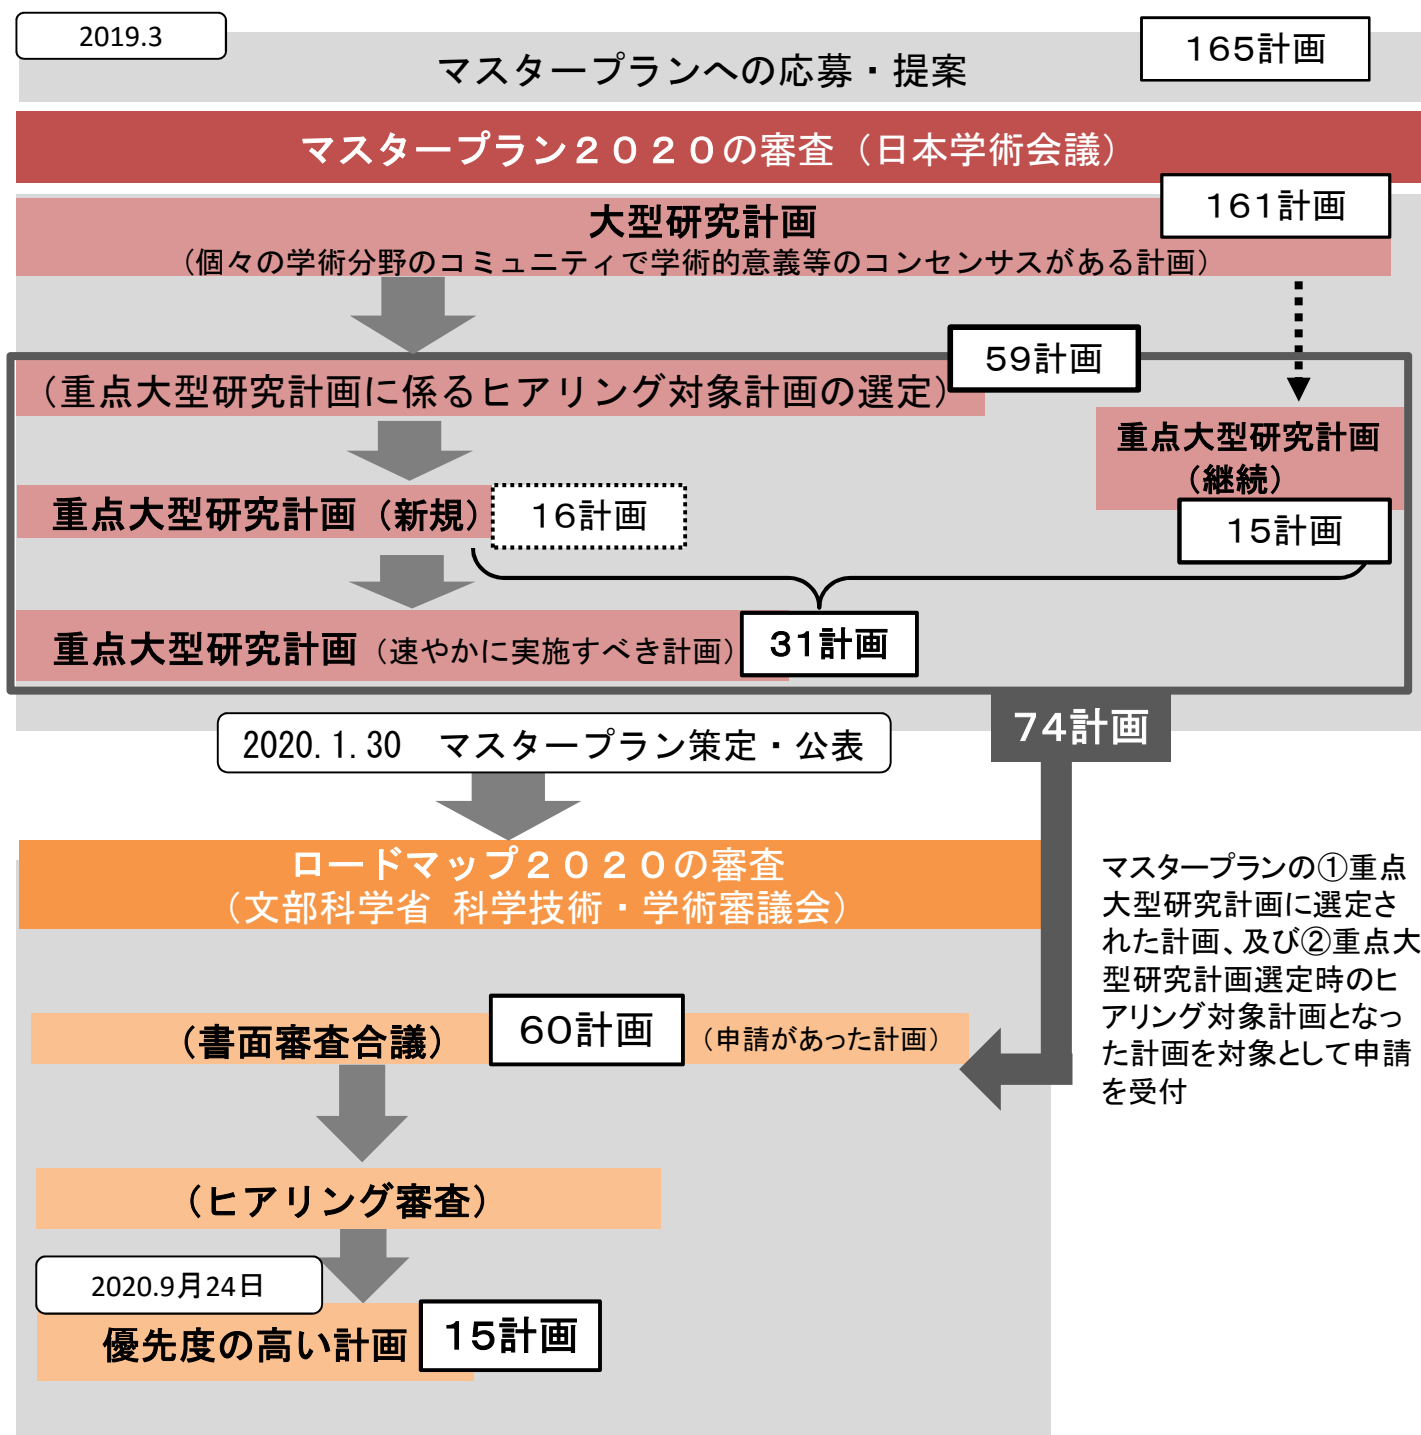 2019.3
マスタープランへの応募・提案
165計画
マスタープラン２０２０の審査（日本学術会議）
大型研究計画
161計画
（個々の学術分野のコミュニティで学術的意義等のコンセンサスがある計画）
59計画
（重点大型研究計画に係るヒアリング対象計画の選定）
重点大型研究計画
（継続）
15計画
重点大型研究計画（新規）
16計画
重点大型研究計画（速やかに実施すべき計画）
31計画
74計画
2020.1.30　マスタープラン策定・公表
ロードマップ２０２０の審査
（文部科学省 科学技術・学術審議会）
マスタープランの①重点
大型研究計画に選定さ
れた計画、及び②重点大
型研究計画選定時のヒ
アリング対象計画となっ
た計画を対象として申請
を受付
（書面審査合議）
60計画
（申請があった計画）
（ヒアリング審査）
2020.9月24日
優先度の高い計画
15計画